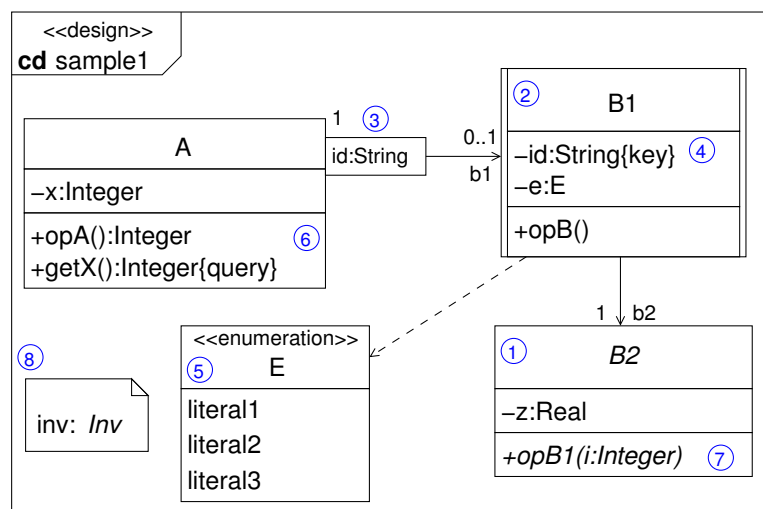 <<design>>
cd sample1
A
1
3
id:String
−x:Integer
+opA():Integer
6
+getX():Integer{query}
0..1
b1
2
B1
−id:String{key}
4
−e:E
+opB()
1
b2
<<enumeration>>
5
E
literal1
literal2
literal3
1
B2
−z:Real
+opB1(i:Integer)
7
8
inv: Inv